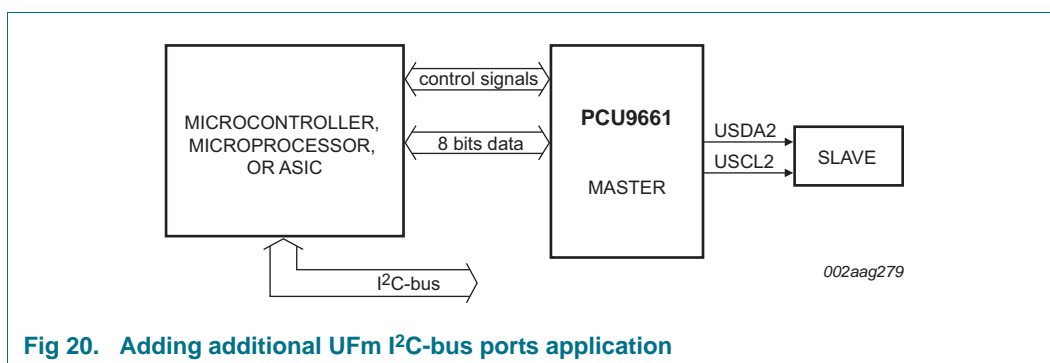 MICROCONTROLLER,
MICROPROCESSOR,
OR ASIC
control signals
8 bits data
PCU9661
MASTER
USDA2
USCL2
SLAVE
I2C-bus
002aag279
Fig 20. Adding additional UFm I2C-bus ports application